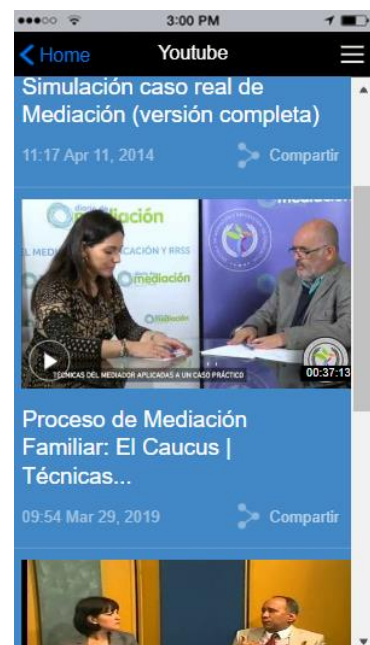 3:00 PM
Home
Youtube
Simulación caso real de
Mediación (versión completa)
11:17 Apr 11, 2014
Compartir
mediación
mediación
TÉCNICAS DEL MEDIADOR APLICADAS A UN CASO PRÁCTICO
00:37:13
Proceso de Mediación
Familiar: El Caucus |
Técnicas...
09:54 Mar 29, 2019
Compartir